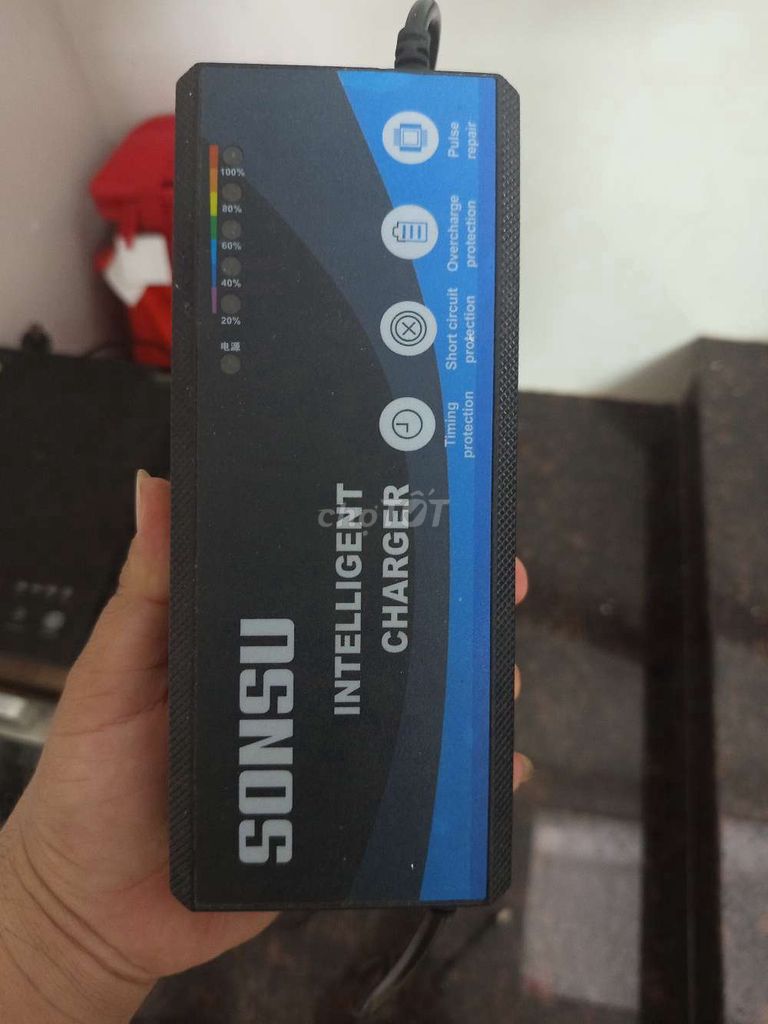 SONSU
INTELLIGENT
CHARGER
Timing
protection
Short circuit
protection
Overcharge
protection
Pulse
repair
100%
80%
60%
40%
20%
电源
chợTỐT